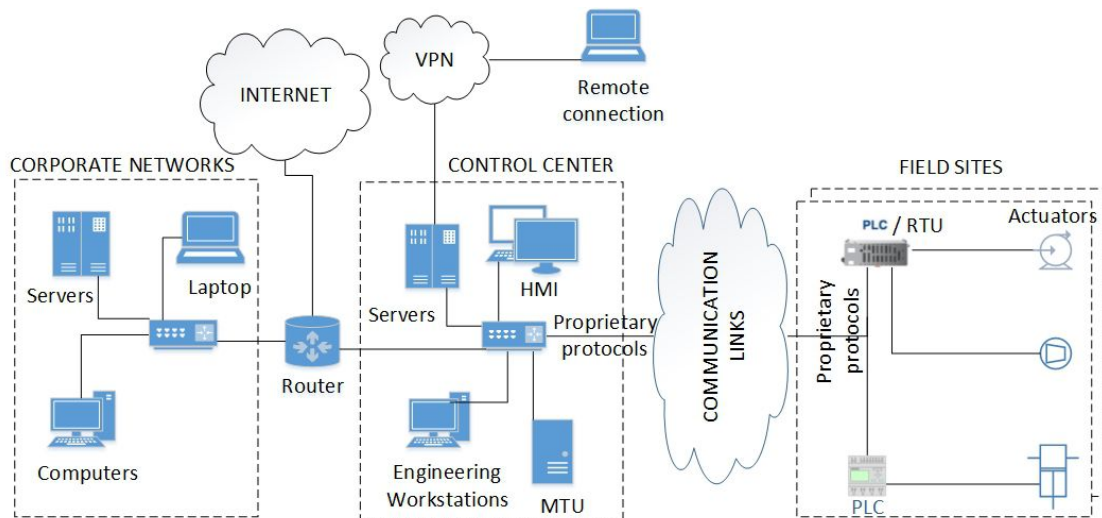 INTERNET
VPN
Remote
connection
CORPORATE NETWORKS
Servers
Laptop
Computers
Router
CONTROL CENTER
Servers
HMI
Proprietary
protocols
Engineering
Workstations
MTU
COMMUNICATION
LINKS
FIELD SITES
PLC / RTU
Actuators
Proprietary
protocols
PLC